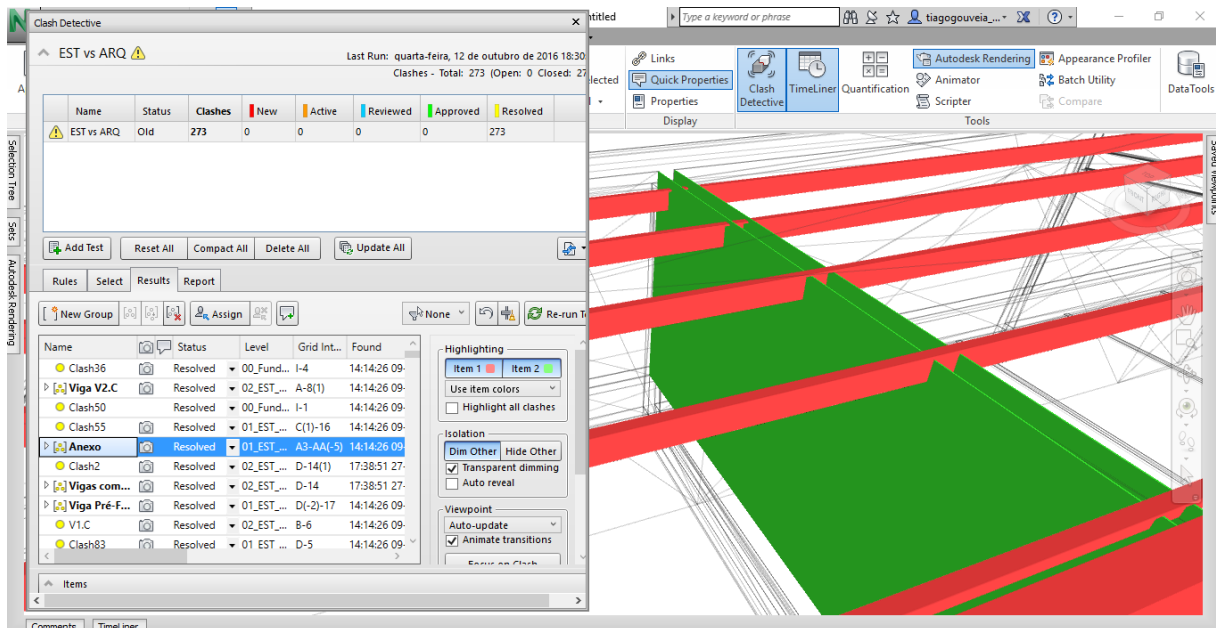 Clash Detective
ntitled
Type a keyword or phrase
tiagogouveia_...
EST vs ARQ
Last Run: quarta-feira, 12 de outubro de 2016 18:30
Clashes - Total: 273 (Open: 0 Closed: 27
Name Status Clashes New Active Reviewed Approved Resolved
EST vs ARQ Old 273 0 0 0 0 273
Add Test Reset All Compact All Delete All Update All
Rules Select Results Report
New Group Assign None Re-run T
Name Status Level Grid Int... Found
Clash36 Resolved 00_Fund... I-4 14:14:26 09-
Viga V2.C Resolved 02_EST_... A-8(1) 14:14:26 09-
Clash50 Resolved 00_Fund... I-1 14:14:26 09-
Clash55 Resolved 01_EST_... C(1)-16 14:14:26 09-
Anexo Resolved 01_EST_... A3-AA(-5) 14:14:26 09-
Clash2 Resolved 02_EST_... D-14(1) 17:38:51 27-
Vigas com... Resolved 02_EST_... D-14 17:38:51 27-
Viga Pré-F... Resolved 01_EST_... D(-2)-17 14:14:26 09-
V1.C Resolved 02_EST_... B-6 14:14:26 09-
Clash83 Resolved 01 EST ... D-5 14:14:26 09-
Highlighting
Item 1 Item 2
Use item colors
Highlight all clashes
Isolation
Dim Other Hide Other
Transparent dimming
Auto reveal
Viewpoint
Auto-update
Animate transitions
Focus on Clash
Items
Comments TimeLiner
Selection Tree
Sets
Autodesk Rendering
lected
Links
Quick Properties
Properties
Display
Clash Detective
TimeLiner
Quantification
Autodesk Rendering
Animator
Scripter
Appearance Profiler
Batch Utility
Compare
Tools
DataTools
Saved Viewpoints